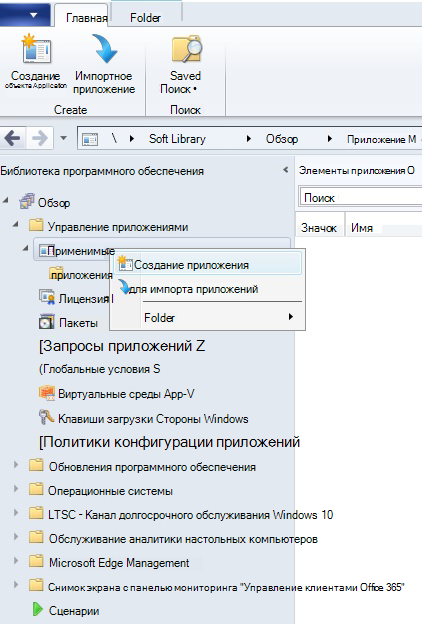 Главная
Folder
Создание
объекта Application
Импортное
приложение
Saved
Поиск •
Create
Поиск
\ Soft Library Обзор Приложение М
Библиотека программного обеспечения
Элементы приложения О
Поиск
Значок Имя
Обзор
Управление приложениями
Применимые
приложения
Создание приложения
для импорта приложений
Folder
Лицензия
Пакеты
[Запросы приложений Z
(Глобальные условия S
Виртуальные среды App-V
Клавиши загрузки Стороны Windows
[Политики конфигурации приложений
Обновления программного обеспечения
Операционные системы
LTSC - Канал долгосрочного обслуживания Windows 10
Обслуживание аналитики настольных компьютеров
Microsoft Edge Management
Снимок экрана с панелью мониторинга "Управление клиентами Office 365"
Сценарии